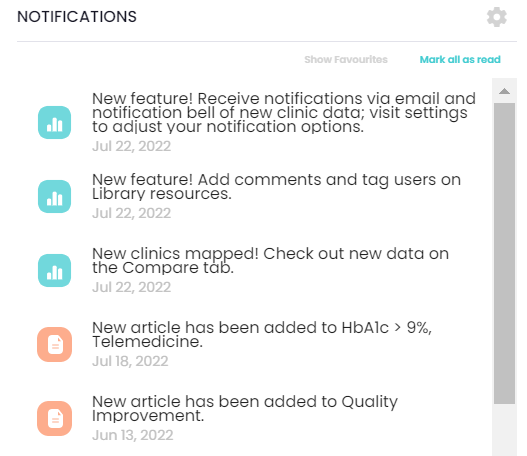 NOTIFICATIONS
Show Favourites Mark all as read
New feature! Receive notifications via email and
notification bell of new clinic data; visit settings
to adjust your notification options.
Jul 22, 2022
New feature! Add comments and tag users on
Library resources.
Jul 22, 2022
New clinics mapped! Check out new data on
the Compare tab.
Jul 22, 2022
New article has been added to HbA1c > 9%,
Telemedicine.
Jul 18, 2022
New article has been added to Quality
Improvement.
Jun 13, 2022